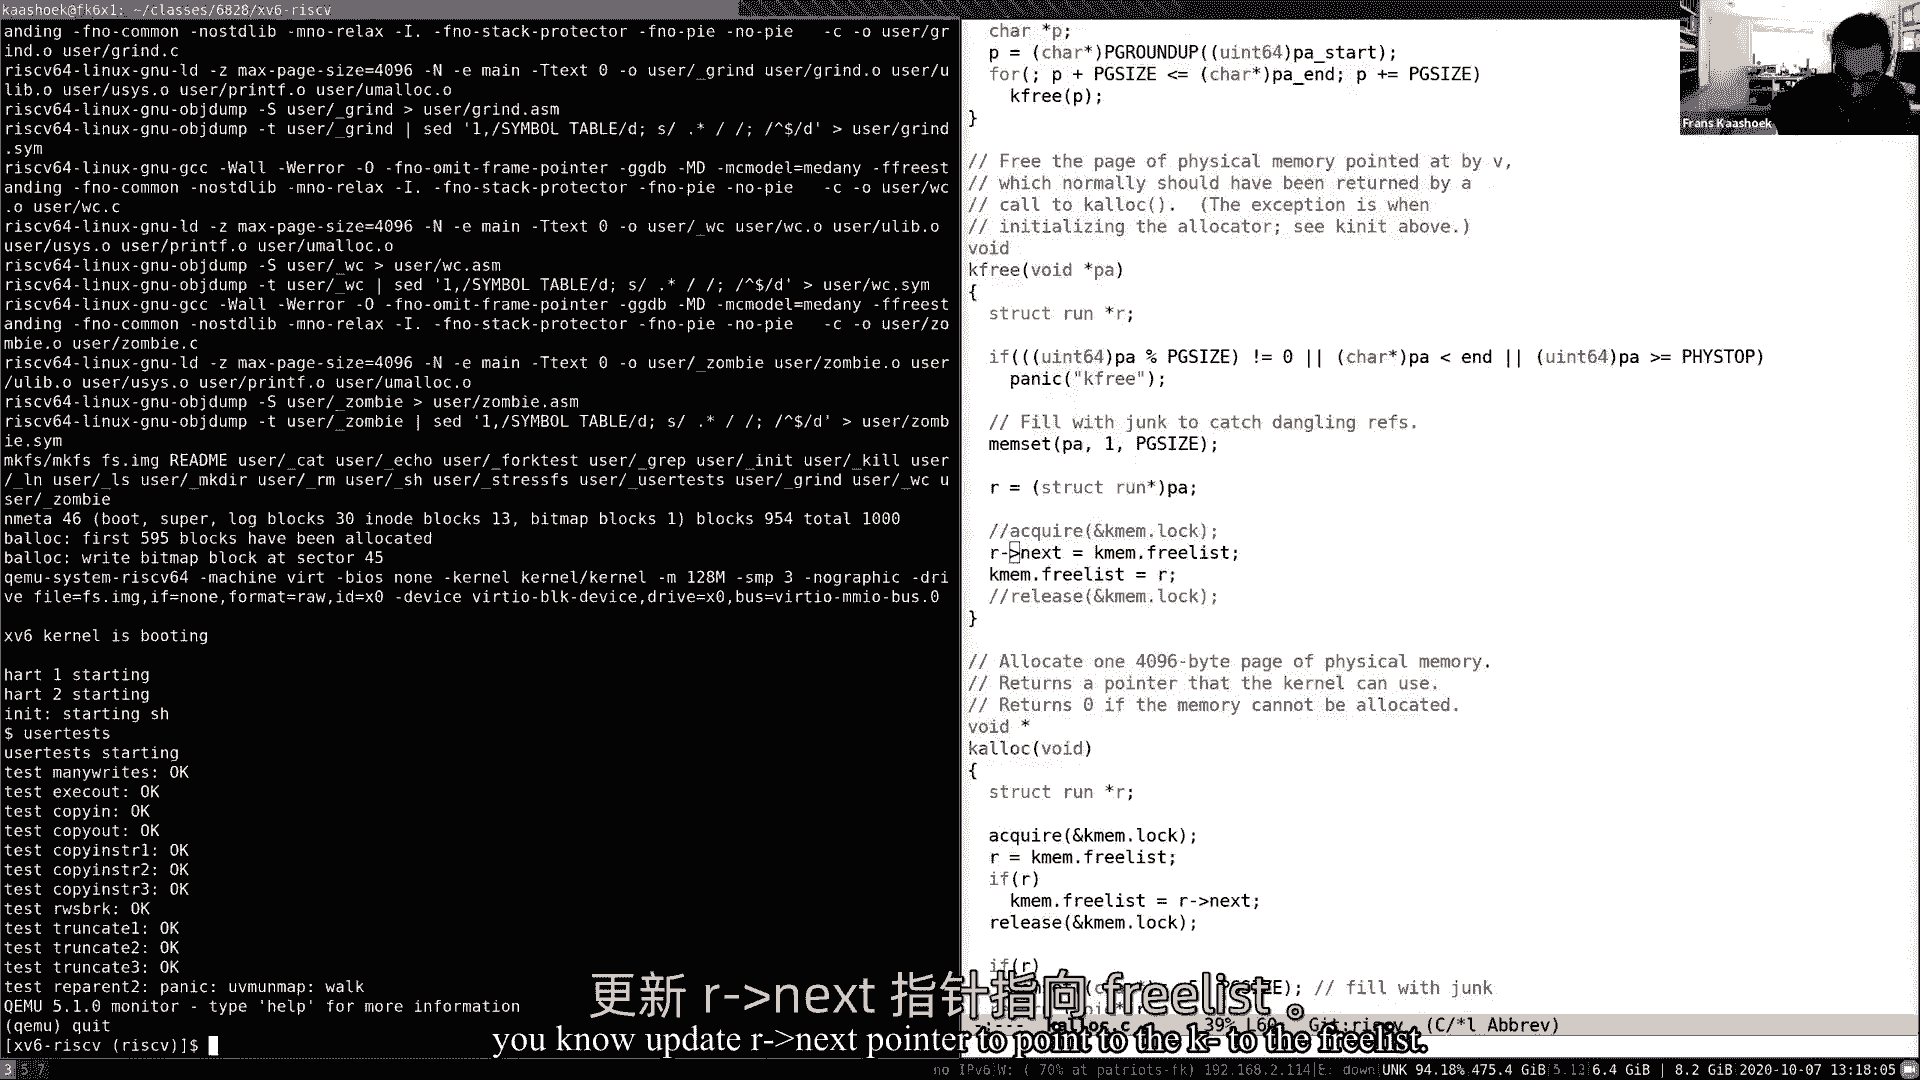 kaashoek@fk6x1: ~/classes/6828/xv6-riscv
anding -fno-common -nostdlib -mno-relax -I. -fno-stack-protector -fno-pie -no-pie   -c -o user/gr
ind.o user/grind.c
riscv64-linux-gnu-ld -z max-page-size=4096 -N -e main -Ttext 0 -o user/_grind user/grind.o user/u
lib.o user/usys.o user/printf.o user/umalloc.o
riscv64-linux-gnu-objdump -S user/_grind > user/grind.asm
riscv64-linux-gnu-objdump -t user/_grind | sed '1,/SYMBOL TABLE/d; s/ .* / /; /^$/d' > user/grind
.sym
riscv64-linux-gnu-gcc -Wall -Werror -O -fno-omit-frame-pointer -ggdb -MD -mcmodel=medany -ffreest
anding -fno-common -nostdlib -mno-relax -I. -fno-stack-protector -fno-pie -no-pie   -c -o user/wc
.o user/wc.c
riscv64-linux-gnu-ld -z max-page-size=4096 -N -e main -Ttext 0 -o user/_wc user/wc.o user/ulib.o
user/usys.o user/printf.o user/umalloc.o
riscv64-linux-gnu-objdump -S user/_wc > user/wc.asm
riscv64-linux-gnu-objdump -t user/_wc | sed '1,/SYMBOL TABLE/d; s/ .* / /; /^$/d' > user/wc.sym
riscv64-linux-gnu-gcc -Wall -Werror -O -fno-omit-frame-pointer -ggdb -MD -mcmodel=medany -ffreest
anding -fno-common -nostdlib -mno-relax -I. -fno-stack-protector -fno-pie -no-pie   -c -o user/zo
mbie.o user/zombie.c
riscv64-linux-gnu-ld -z max-page-size=4096 -N -e main -Ttext 0 -o user/_zombie user/zombie.o user
/ulib.o user/usys.o user/printf.o user/umalloc.o
riscv64-linux-gnu-objdump -S user/_zombie > user/zombie.asm
riscv64-linux-gnu-objdump -t user/_zombie | sed '1,/SYMBOL TABLE/d; s/ .* / /; /^$/d' > user/zomb
ie.sym
mkfs/mkfs fs.img README user/_cat user/_echo user/_forktest user/_grep user/_init user/_kill user
/_ln user/_ls user/_mkdir user/_rm user/_sh user/_stressfs user/_usertests user/_grind user/_wc u
ser/_zombie
nmeta 46 (boot, super, log blocks 30 inode blocks 13, bitmap blocks 1) blocks 954 total 1000
balloc: first 595 blocks have been allocated
balloc: write bitmap block at sector 45
qemu-system-riscv64 -machine virt -bios none -kernel kernel/kernel -m 128M -smp 3 -nographic -dri
ve file=fs.img,if=none,format=raw,id=x0 -device virtio-blk-device,drive=x0,bus=virtio-mmio-bus.0
xv6 kernel is booting
hart 1 starting
hart 2 starting
init: starting sh
$ usertests
usertests starting
test manywrites: OK
test execout: OK
test copyin: OK
test copyout: OK
test copyinstr1: OK
test copyinstr2: OK
test copyinstr3: OK
test rwsbrk: OK
test truncate1: OK
test truncate2: OK
test truncate3: OK
test reparent2: panic: uvmunmap: walk
QEMU 5.1.0 monitor - type 'help' for more information
(qemu) quit
[xv6-riscv (riscv)]$
char *p;
p = (char*)PGROUNDUP((uint64)pa_start);
for(; p + PGSIZE <= (char*)pa_end; p += PGSIZE)
kfree(p);
}
// Free the page of physical memory pointed at by v,
// which normally should have been returned by a
// call to kalloc().  (The exception is when
// initializing the allocator; see kinit above.)
void
kfree(void *pa)
{
struct run *r;
if(((uint64)pa % PGSIZE) != 0 || (char*)pa < end || (uint64)pa >= PHYSTOP)
panic("kfree");
// Fill with junk to catch dangling refs.
memset(pa, 1, PGSIZE);
r = (struct run*)pa;
//acquire(&kmem.lock);
r->next = kmem.freelist;
kmem.freelist = r;
//release(&kmem.lock);
}
// Allocate one 4096-byte page of physical memory.
// Returns a pointer that the kernel can use.
// Returns 0 if the memory cannot be allocated.
void *
kalloc(void)
{
struct run *r;
acquire(&kmem.lock);
r = kmem.freelist;
if(r)
kmem.freelist = r->next;
release(&kmem.lock);
if(r)
// fill with junk
39% L60 Git:riscv (C/*l Abbrev)
Frans Kaashoek
更新 r->next 指针指向 freelist 。
you know update r->next pointer to point to the k- to the freelist.
3 5 7
no IPv6 W: ( 70% at patriots-fk) 192.168.2.114 E: down UNK 94.18% 475.4 GiB 5.12 6.4 GiB | 8.2 GiB 2020-10-07 13:18:05